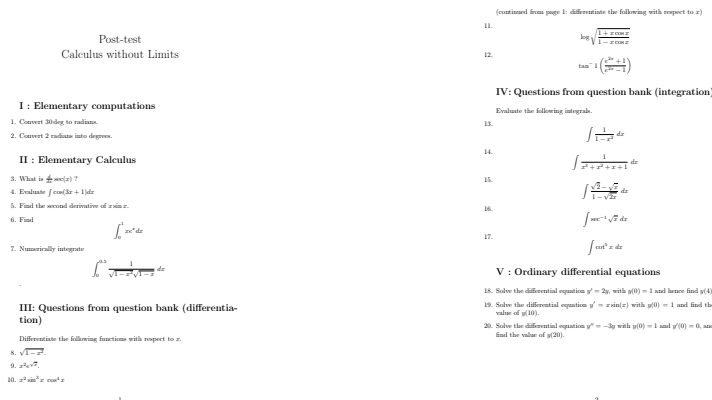 Post-test
Calculus without Limits
I : Elementary computations
1. Convert 30deg to radians.
2. Convert 2 radians into degrees.
II : Elementary Calculus
3. What is d/dx sec(x) ?
4. Evaluate ∫ cos(3x + 1)dx
5. Find the second derivative of x sin x.
6. Find
∫₀¹ xeˣ dx
7. Numerically integrate
∫₀^0.5 1/(√(1 − x²)√(1 − x)) dx
.
III: Questions from question bank (differentia-
tion)
Differentiate the following functions with respect to x.
8. √(1 − x²).
9.
10. cos⁴ x
1
(continued from page 1: differentiate the following with respect to x)
11.
log √((1 + x cos x)/(1 − x cos x))
12.
tan⁻ 1 ((e²ˣ + 1)/(e²ˣ − 1))
IV: Questions from question bank (integration)
Evaluate the following integrals.
13.
∫ 1/(1 − x²) dx
14.
∫ 1/(x³ + x² + x + 1) dx
15.
∫ (√2 − √x)/(1 − √(2x)) dx
16.
∫ sec⁻¹ √x dx
17.
∫ cot⁵ x dx
V : Ordinary differential equations
18. Solve the differential equation y′ = 2y, with y(0) = 1 and hence find y(4)
19. Solve the differential equation y′ = x sin(x) with y(0) = 1 and find the
value of y(10).
20. Solve the differential equation y″ = −3y with y(0) = 1 and y′(0) = 0, and
find the value of y(20).
2